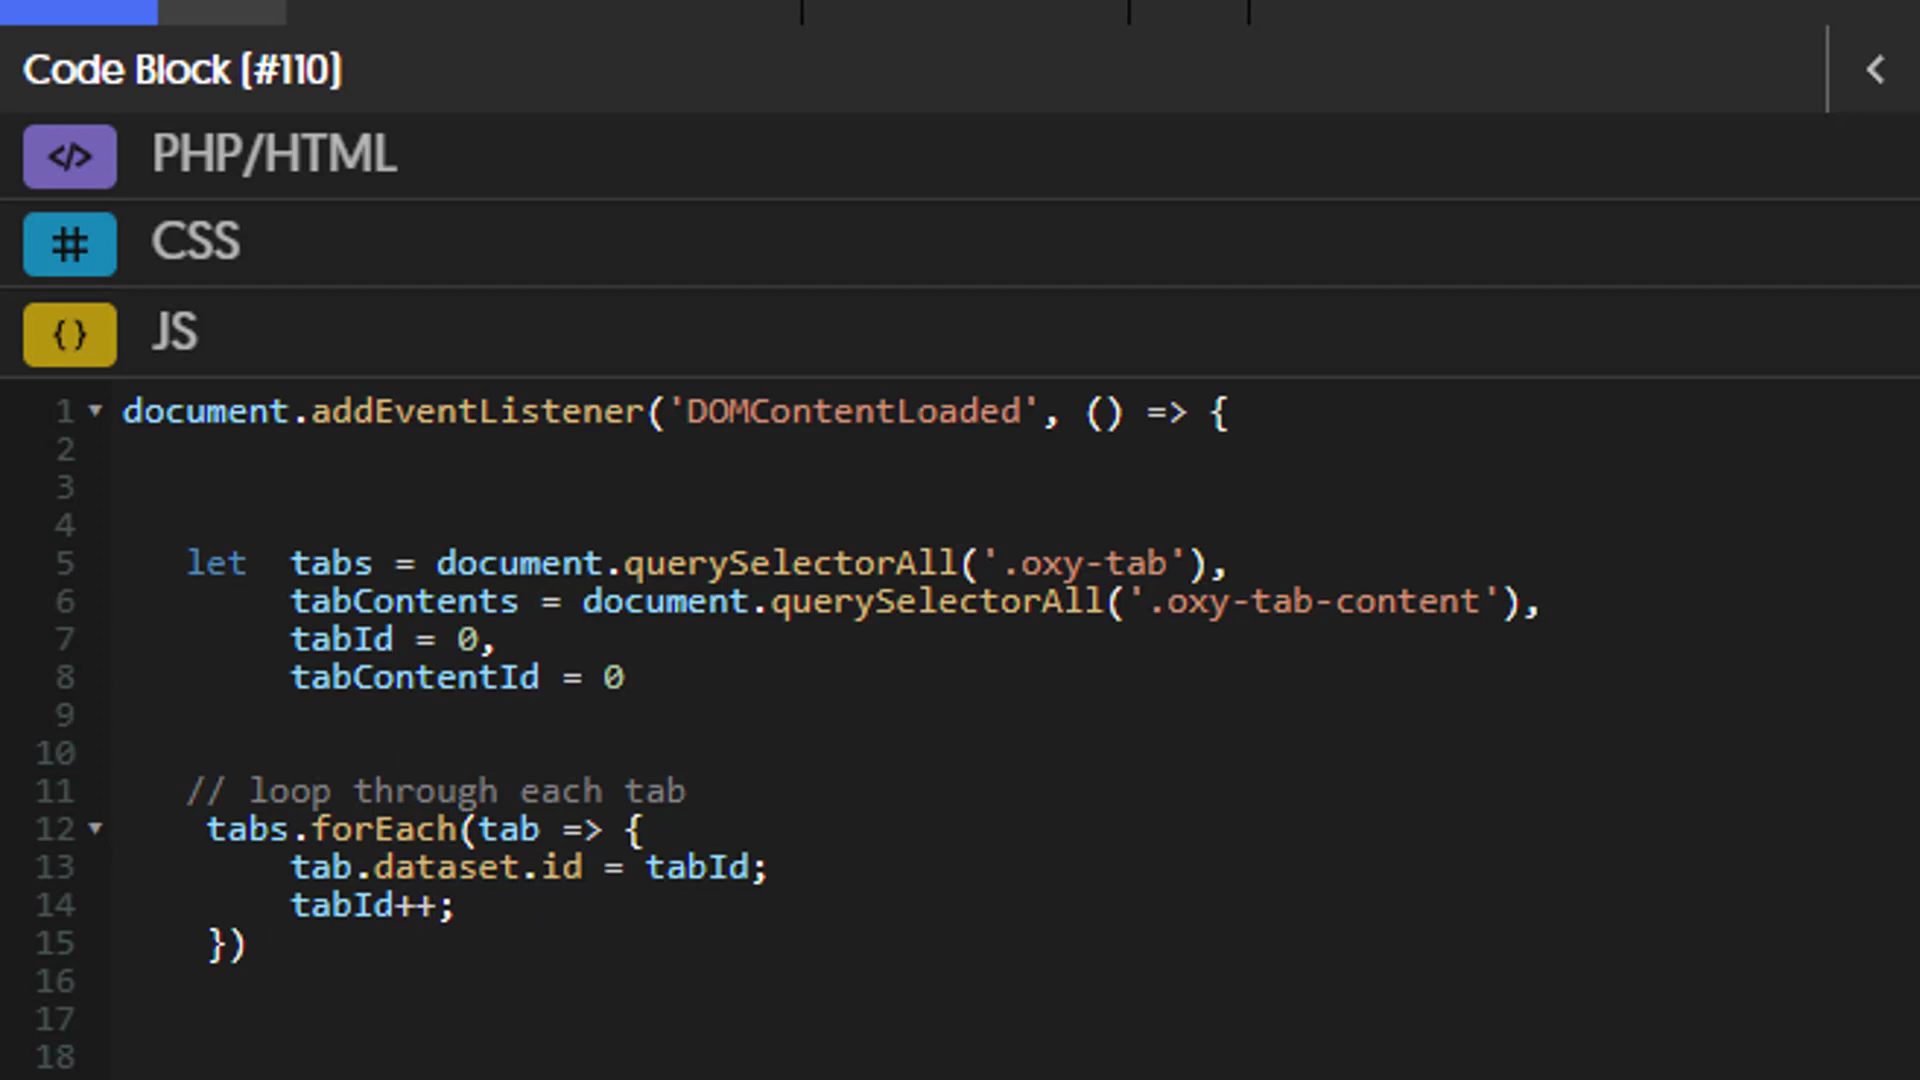 Code Block (#110)
</> PHP/HTML
# CSS
{} JS
1 document.addEventListener('DOMContentLoaded', () => {
2
3
4
5 let tabs = document.querySelectorAll('.oxy-tab'),
6 tabContents = document.querySelectorAll('.oxy-tab-content'),
7 tabId = 0,
8 tabContentId = 0
9
10
11 // loop through each tab
12 tabs.forEach(tab => {
13 tab.dataset.id = tabId;
14 tabId++;
15 })
16
17
18